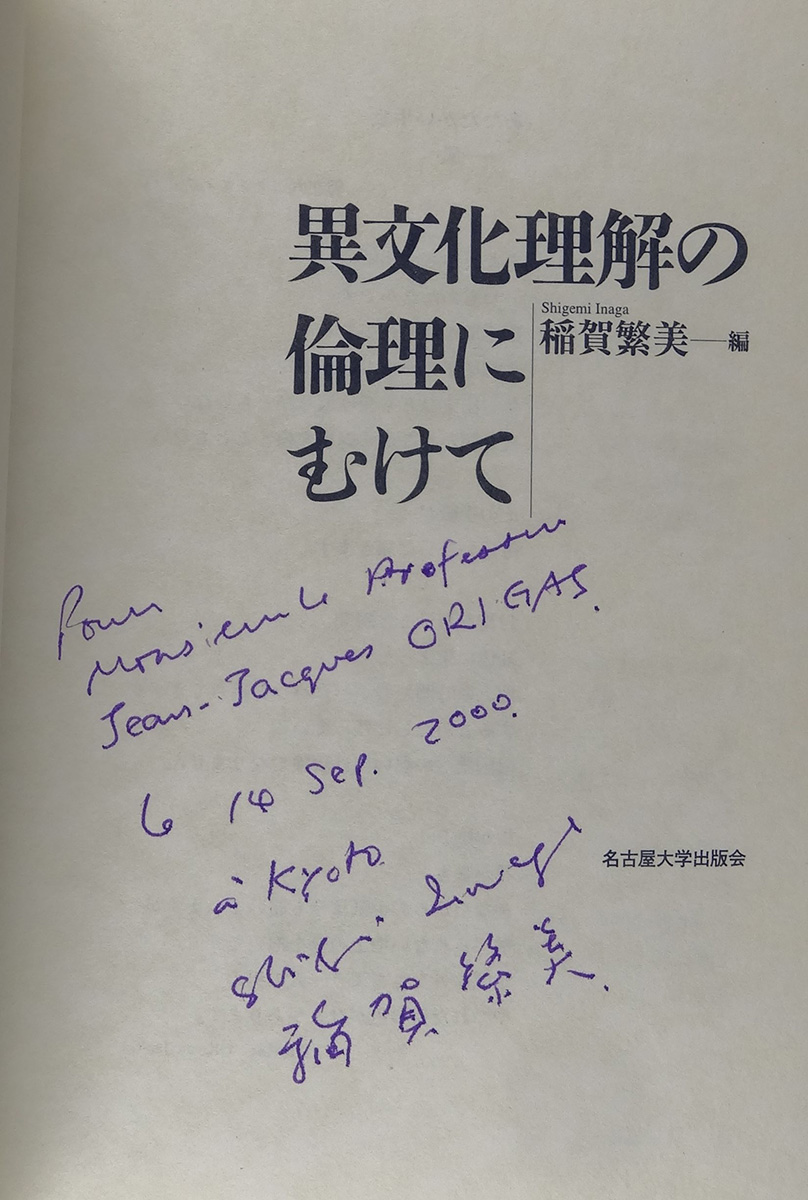 異文化理解の
倫理に
むけて
Shigemi Inaga
稲賀繁美──編
Pour
Monsieur le Professeur
Jean-Jacques ORIGAS.
le 14 Sep. 2000.
à Kyoto
稲賀繁美.
名古屋大学出版会